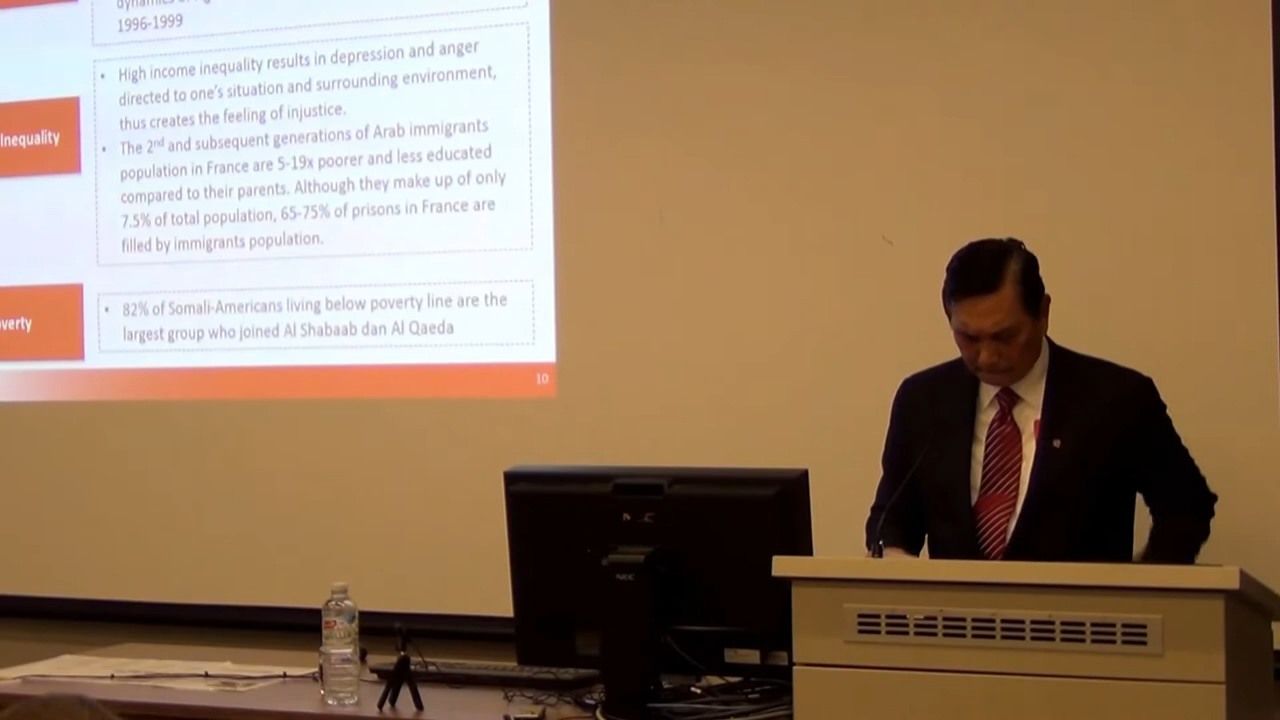 1996-1999
• High income inequality results in depression and anger
directed to one's situation and surrounding environment,
thus creates the feeling of injustice.
• The 2nd and subsequent generations of Arab immigrants
population in France are 5-19x poorer and less educated
compared to their parents. Although they make up of only
7.5% of total population, 65-75% of prisons in France are
filled by immigrants population.
Inequality
• 82% of Somali-Americans living below poverty line are the
largest group who joined Al Shabaab dan Al Qaeda
verty
10
NEC
NEC